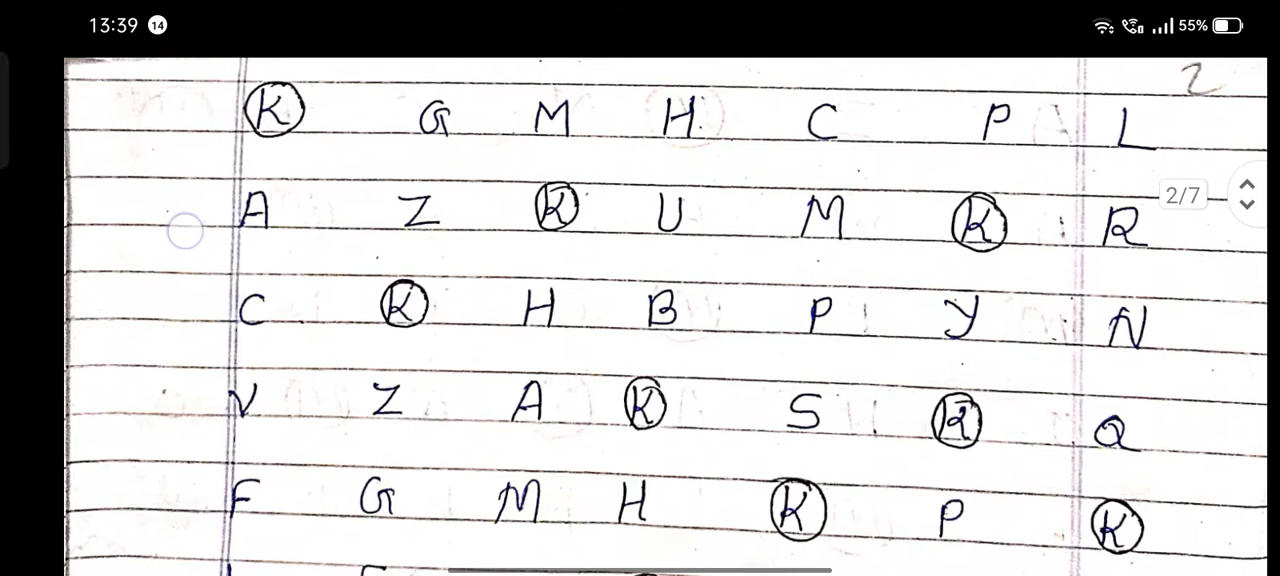 13:39 14 55%
2
K G M H C P L
A Z K U M K R
2/7
C K H B P Y N
V Z A K S K Q
F G M H K P K